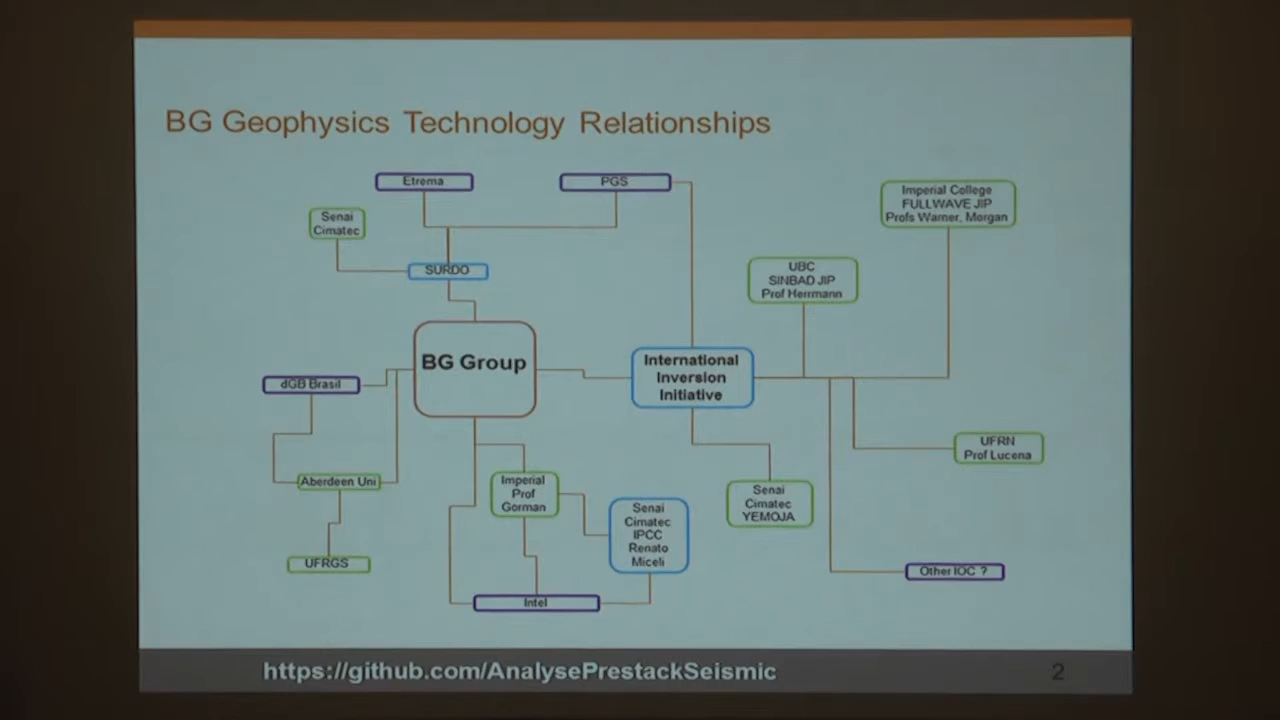 BG Geophysics Technology Relationships
Etrema
PGS
Imperial College
FULLWAVE JIP
Profs Warner, Morgan
Senai
Cimatec
SURDO
UBC
SINBAD JIP
Prof Herrmann
BG Group
International
Inversion
Initiative
dGB Brasil
UFRN
Prof Lucena
Aberdeen Uni
Imperial
Prof
Gorman
Senai
Cimatec
YEMOJA
Senai
Cimatec
IPCC
Renato
Miceli
UFRGS
Other IOC ?
Intel
https://github.com/AnalysePrestackSeismic
2